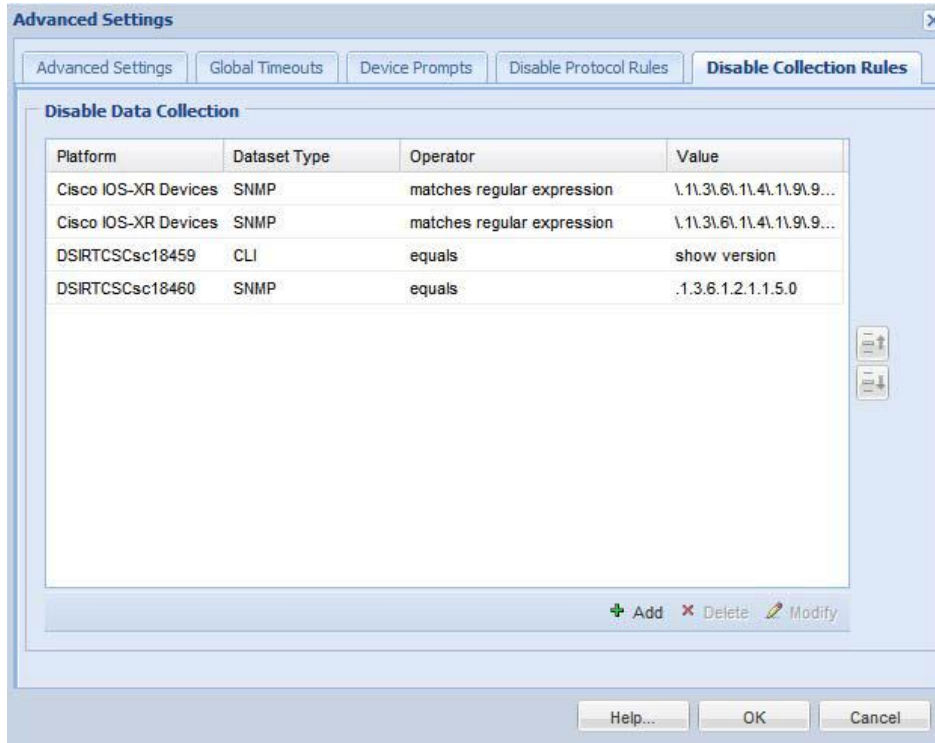 Advanced Settings
Advanced Settings Global Timeouts Device Prompts Disable Protocol Rules Disable Collection Rules
Disable Data Collection
Platform Dataset Type Operator Value
Cisco IOS-XR Devices SNMP matches regular expression \.1\.3\.6\.1\.4\.1\.9\.9...
Cisco IOS-XR Devices SNMP matches regular expression \.1\.3\.6\.1\.4\.1\.9\.9...
DSIRTCSCsc18459 CLI equals show version
DSIRTCSCsc18460 SNMP equals .1.3.6.1.2.1.1.5.0
Add Delete Modify
Help... OK Cancel